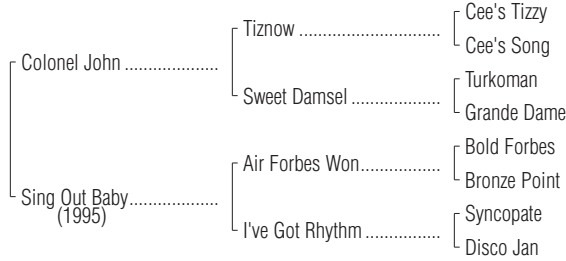 Cee's Tizzy
Tiznow ................................
Cee's Song
Colonel John .....................
Turkoman
Sweet Damsel ....................
Grande Dame
Bold Forbes
Air Forbes Won..................
Bronze Point
Sing Out Baby....................
(1995)
Syncopate
I've Got Rhythm .................
Disco Jan